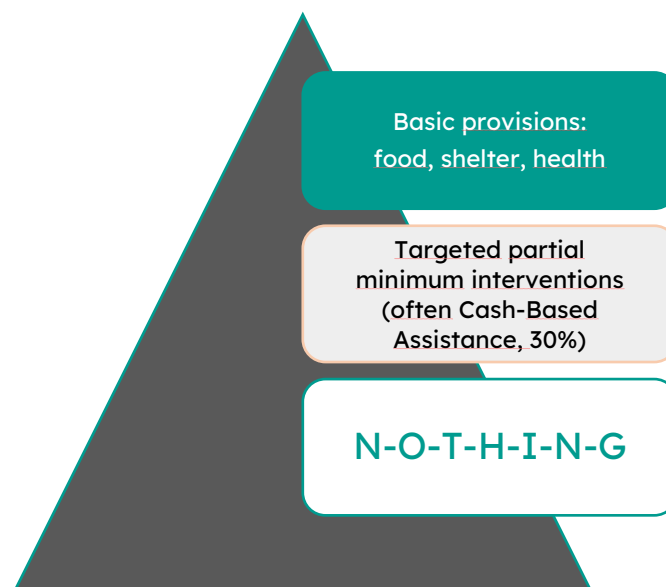 Basic provisions:
food, shelter, health
Targeted partial
minimum interventions
(often Cash-Based
Assistance, 30%)
N-O-T-H-I-N-G